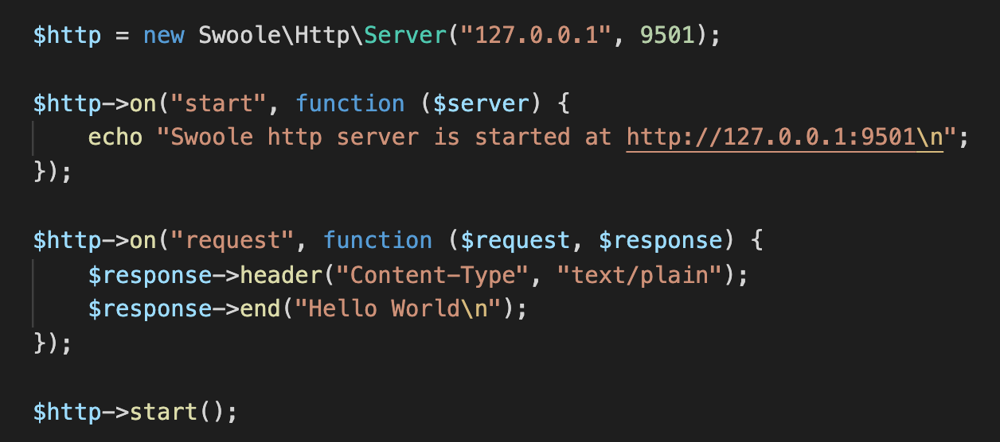 $http = new Swoole\Http\Server("127.0.0.1", 9501);
$http->on("start", function ($server) {
    echo "Swoole http server is started at http://127.0.0.1:9501\n";
});
$http->on("request", function ($request, $response) {
    $response->header("Content-Type", "text/plain");
    $response->end("Hello World\n");
});
$http->start();